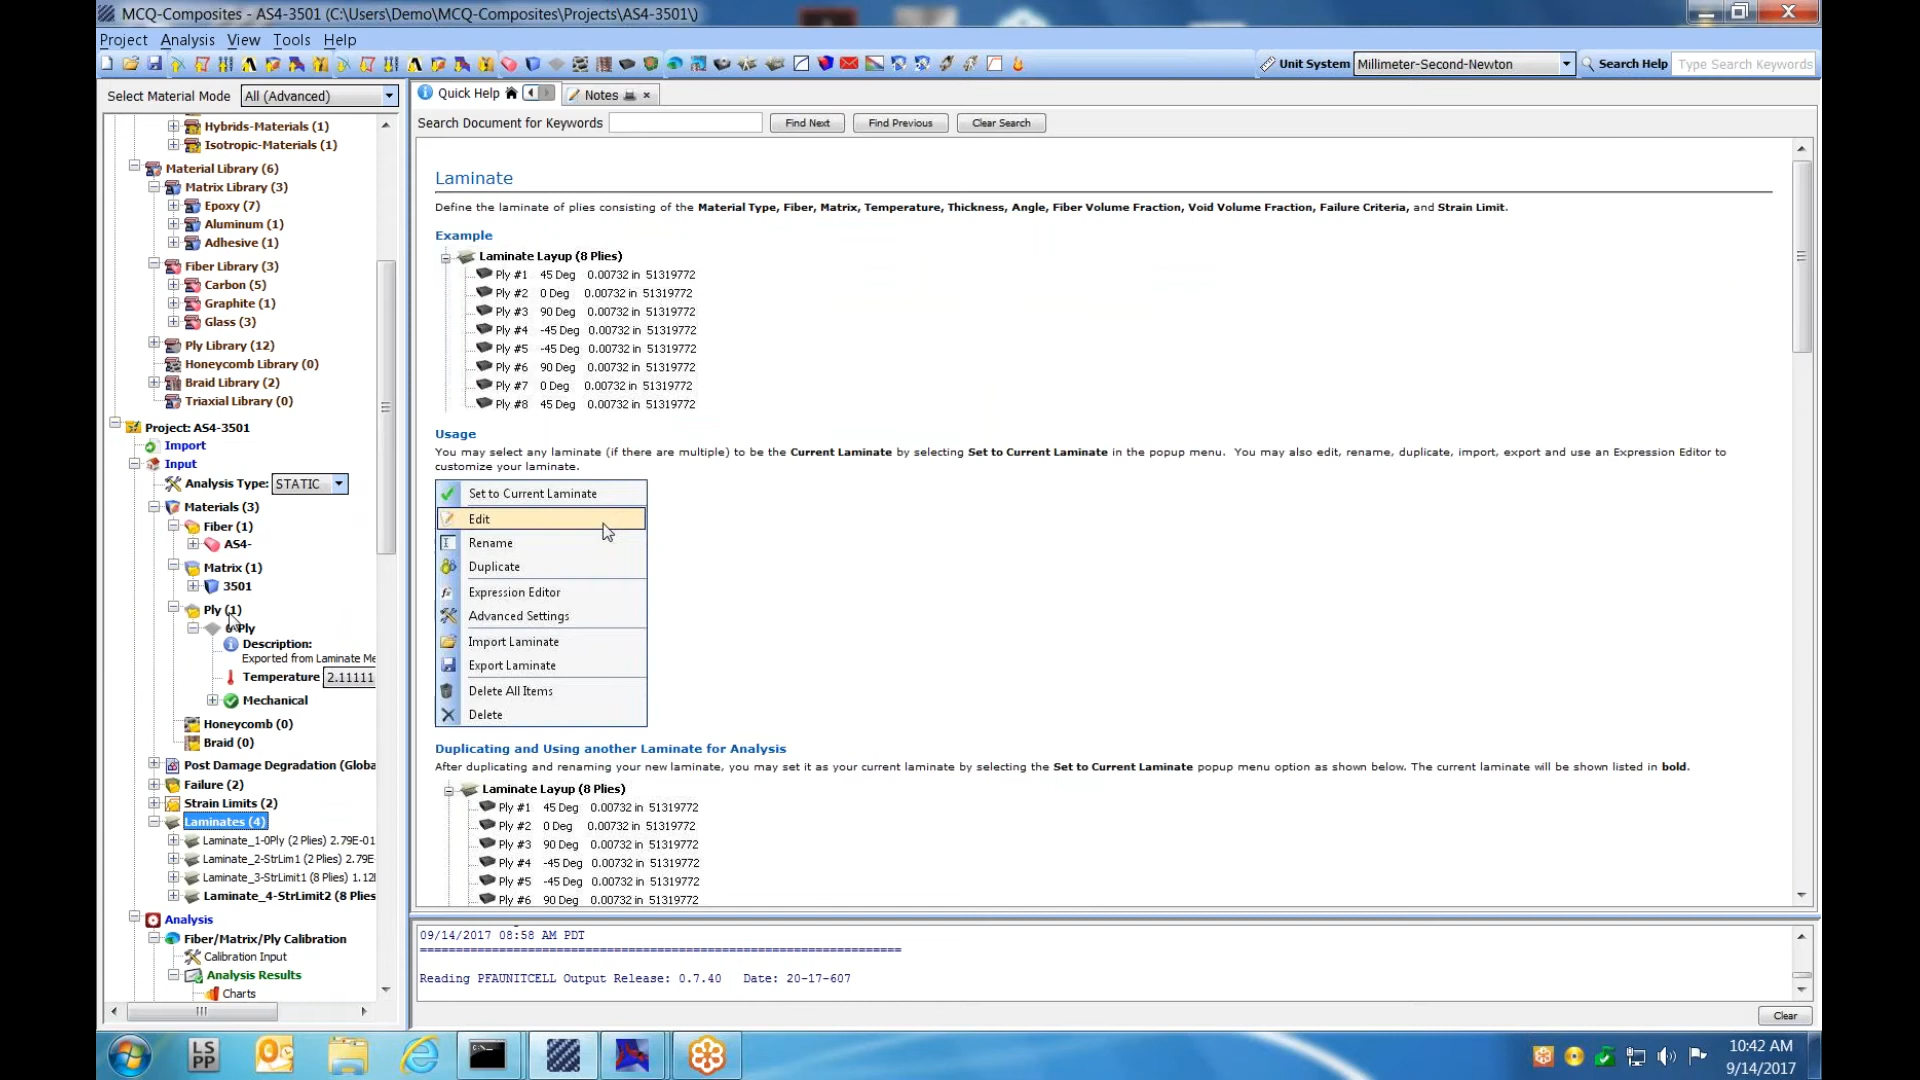 MCQ-Composites - AS4-3501 (C:\Users\Demo\MCQ-Composites\Projects\AS4-3501\)
Project Analysis View Tools Help
Unit System Millimeter-Second-Newton Search Help Type Search Keywords
Select Material Mode All (Advanced)
Hybrids-Materials (1)
Isotropic-Materials (1)
Material Library (6)
Matrix Library (3)
Epoxy (7)
Aluminum (1)
Adhesive (1)
Fiber Library (3)
Carbon (5)
Graphite (1)
Glass (3)
Ply Library (12)
Honeycomb Library (0)
Braid Library (2)
Triaxial Library (0)
Project: AS4-3501
Import
Input
Analysis Type: STATIC
Materials (3)
Fiber (1)
AS4-
Matrix (1)
3501
Ply (1)
Ply
Description:
Exported from Laminate Me
Temperature 2.11111
Mechanical
Honeycomb (0)
Braid (0)
Post Damage Degradation (Globa
Failure (2)
Strain Limits (2)
Laminates (4)
Laminate_1-0Ply (2 Plies) 2.79E-01
Laminate_2-StrLim1 (2 Plies) 2.79E
Laminate_3-StrLimit1 (8 Plies) 1.12
Laminate_4-StrLimit2 (8 Plies
Analysis
Fiber/Matrix/Ply Calibration
Calibration Input
Analysis Results
Charts
Quick Help Notes
Search Document for Keywords Find Next Find Previous Clear Search
Laminate
Define the laminate of plies consisting of the Material Type, Fiber, Matrix, Temperature, Thickness, Angle, Fiber Volume Fraction, Void Volume Fraction, Failure Criteria, and Strain Limit.
Example
Laminate Layup (8 Plies)
Ply #1 45 Deg 0.00732 in 51319772
Ply #2 0 Deg 0.00732 in 51319772
Ply #3 90 Deg 0.00732 in 51319772
Ply #4 -45 Deg 0.00732 in 51319772
Ply #5 -45 Deg 0.00732 in 51319772
Ply #6 90 Deg 0.00732 in 51319772
Ply #7 0 Deg 0.00732 in 51319772
Ply #8 45 Deg 0.00732 in 51319772
Usage
You may select any laminate (if there are multiple) to be the Current Laminate by selecting Set to Current Laminate in the popup menu. You may also edit, rename, duplicate, import, export and use an Expression Editor to
customize your laminate.
Set to Current Laminate
Edit
Rename
Duplicate
Expression Editor
Advanced Settings
Import Laminate
Export Laminate
Delete All Items
Delete
Duplicating and Using another Laminate for Analysis
After duplicating and renaming your new laminate, you may set it as your current laminate by selecting the Set to Current Laminate popup menu option as shown below. The current laminate will be shown listed in bold.
Laminate Layup (8 Plies)
Ply #1 45 Deg 0.00732 in 51319772
Ply #2 0 Deg 0.00732 in 51319772
Ply #3 90 Deg 0.00732 in 51319772
Ply #4 -45 Deg 0.00732 in 51319772
Ply #5 -45 Deg 0.00732 in 51319772
Ply #6 90 Deg 0.00732 in 51319772
09/14/2017 08:58 AM PDT
======================================================================
Reading PFAUNITCELL Output Release: 0.7.40 Date: 20-17-607
Clear
LS
PP
10:42 AM
9/14/2017